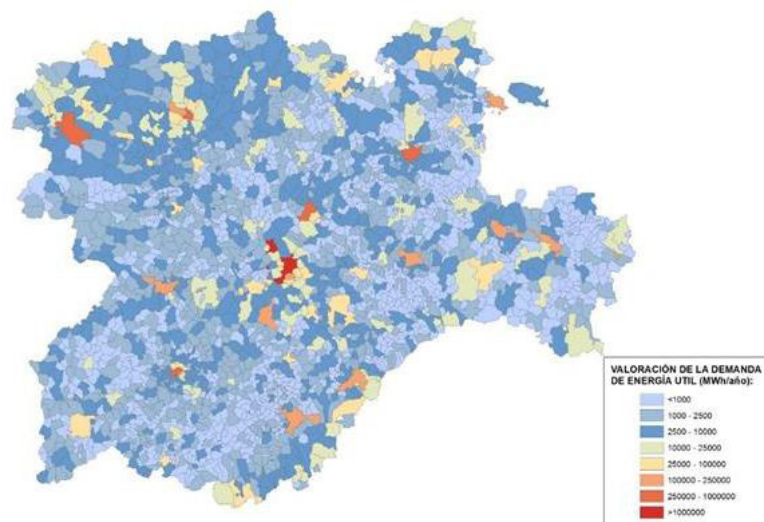 VALORACIÓN DE LA DEMANDA
DE ENERGÍA UTIL (MWh/año):
<1000
1000 - 2500
2500 - 10000
10000 - 25000
25000 - 100000
100000 - 250000
250000 - 1000000
>1000000